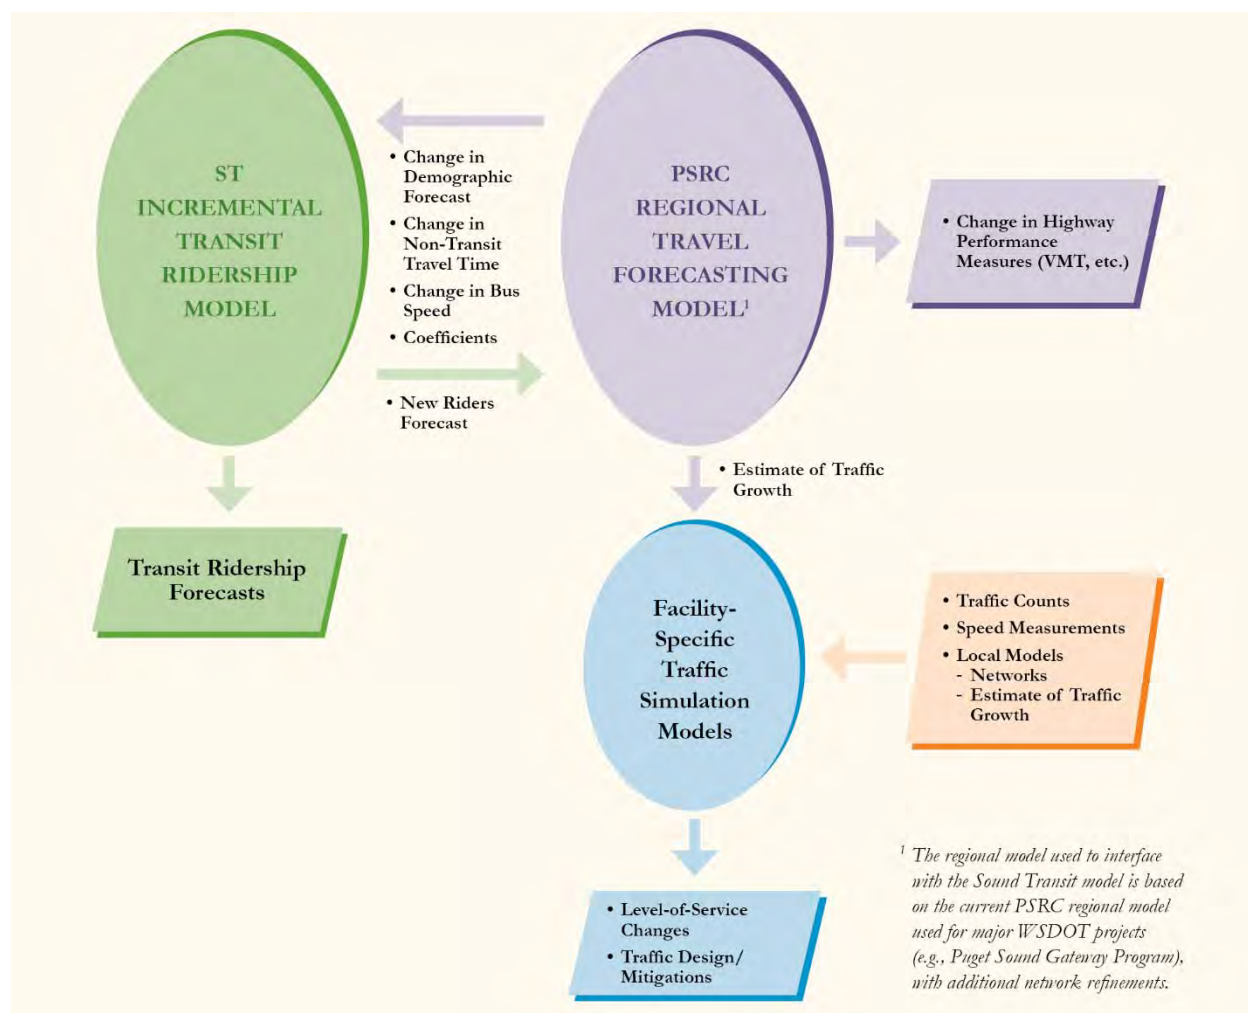 ST
INCREMENTAL
TRANSIT
RIDERSHIP
MODEL
• Change in
Demographic
Forecast
• Change in
Non-Transit
Travel Time
• Change in Bus
Speed
• Coefficients
• New Riders
Forecast
PSRC
REGIONAL
TRAVEL
FORECASTING
MODEL¹
• Change in Highway
Performance
Measures (VMT, etc.)
• Estimate of Traffic
Growth
Transit Ridership
Forecasts
Facility-
Specific
Traffic
Simulation
Models
• Traffic Counts
• Speed Measurements
• Local Models
- Networks
- Estimate of Traffic
Growth
• Level-of-Service
Changes
• Traffic Design/
Mitigations
¹ The regional model used to interface
with the Sound Transit model is based
on the current PSRC regional model
used for major WSDOT projects
(e.g., Puget Sound Gateway Program),
with additional network refinements.